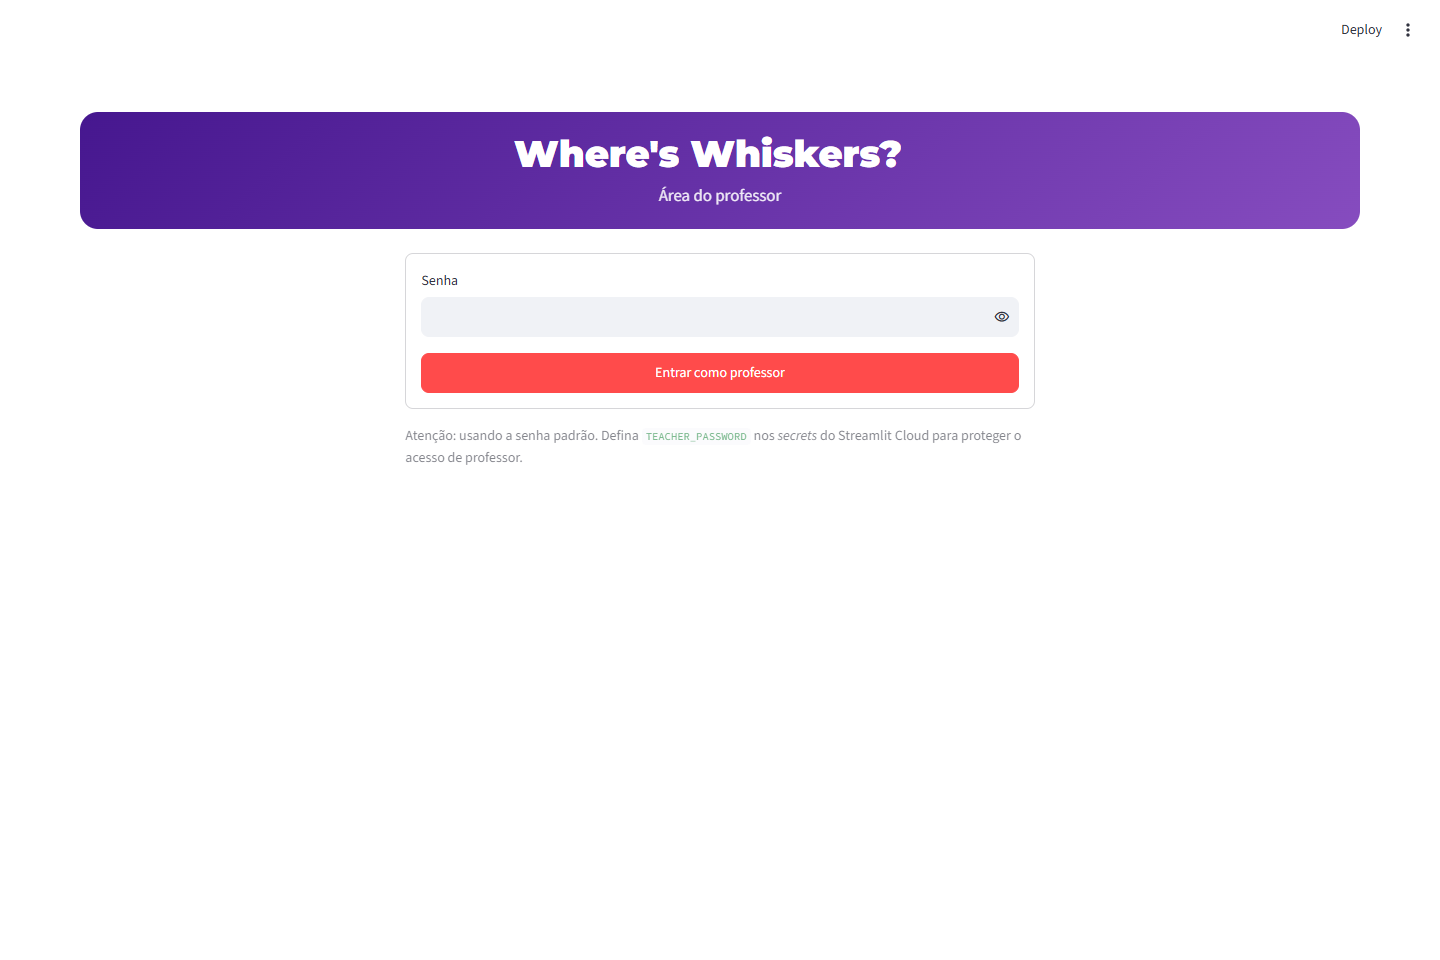 Deploy
Where's Whiskers?
Área do professor
Senha
Entrar como professor
Atenção: usando a senha padrão. Defina TEACHER_PASSWORD nos secrets do Streamlit Cloud para proteger o
acesso de professor.